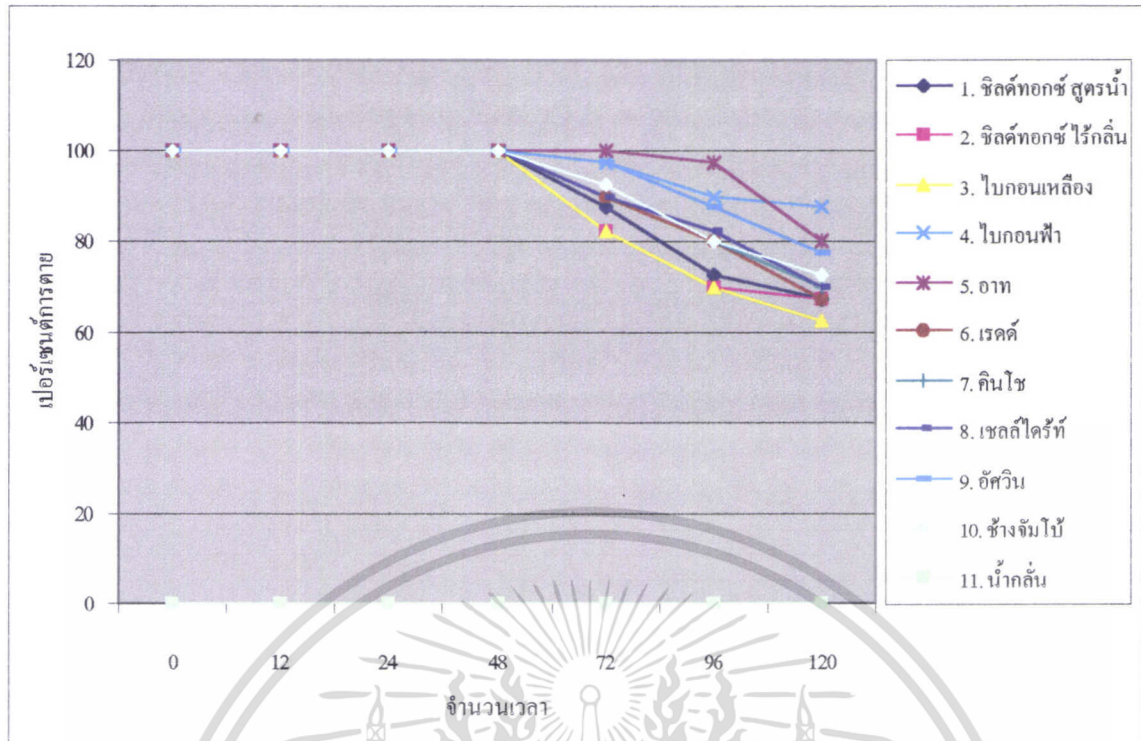 120
100
80
60
40
20
0
เปอร์เซนต์การตาย
0 12 24 48 72 96 120
จำนวนเวลา
1. ชิลด์ทอกซ์ สูตรน้ำ
2. ชิลด์ทอกซ์ ไร้กลิ่น
3. ไบกอนเหลือง
4. ไบกอนฟ้า
5. อาท
6. เรดด์
7. คินโช
8. เชลล์ไดร้ท์
9. อัศวิน
10. ช้างจัมโบ้
11. น้ำกลั่น